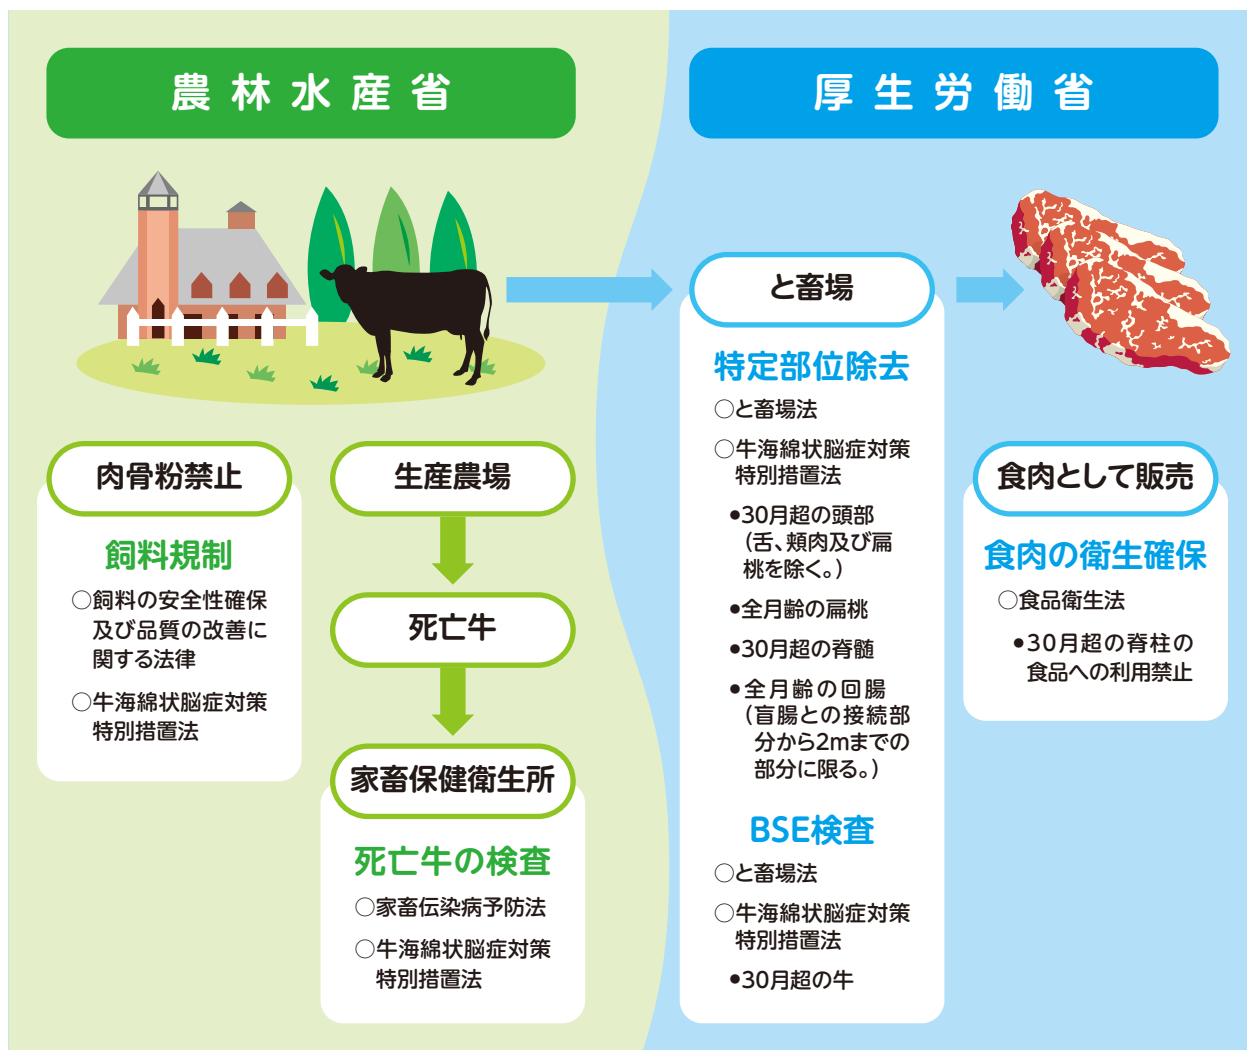 農林水産省
肉骨粉禁止
飼料規制
○飼料の安全性確保
及び品質の改善に
関する法律
○牛海綿状脳症対策
特別措置法
生産農場
死亡牛
家畜保健衛生所
死亡牛の検査
○家畜伝染病予防法
○牛海綿状脳症対策
特別措置法
厚生労働省
と畜場
特定部位除去
○と畜場法
○牛海綿状脳症対策
特別措置法
●30月超の頭部
（舌、頬肉及び扁
桃を除く。）
●全月齢の扁桃
●30月超の脊髄
●全月齢の回腸
（盲腸との接続部
分から2mまでの
部分に限る。）
BSE検査
○と畜場法
○牛海綿状脳症対策
特別措置法
●30月超の牛
食肉として販売
食肉の衛生確保
○食品衛生法
●30月超の脊柱の
食品への利用禁止